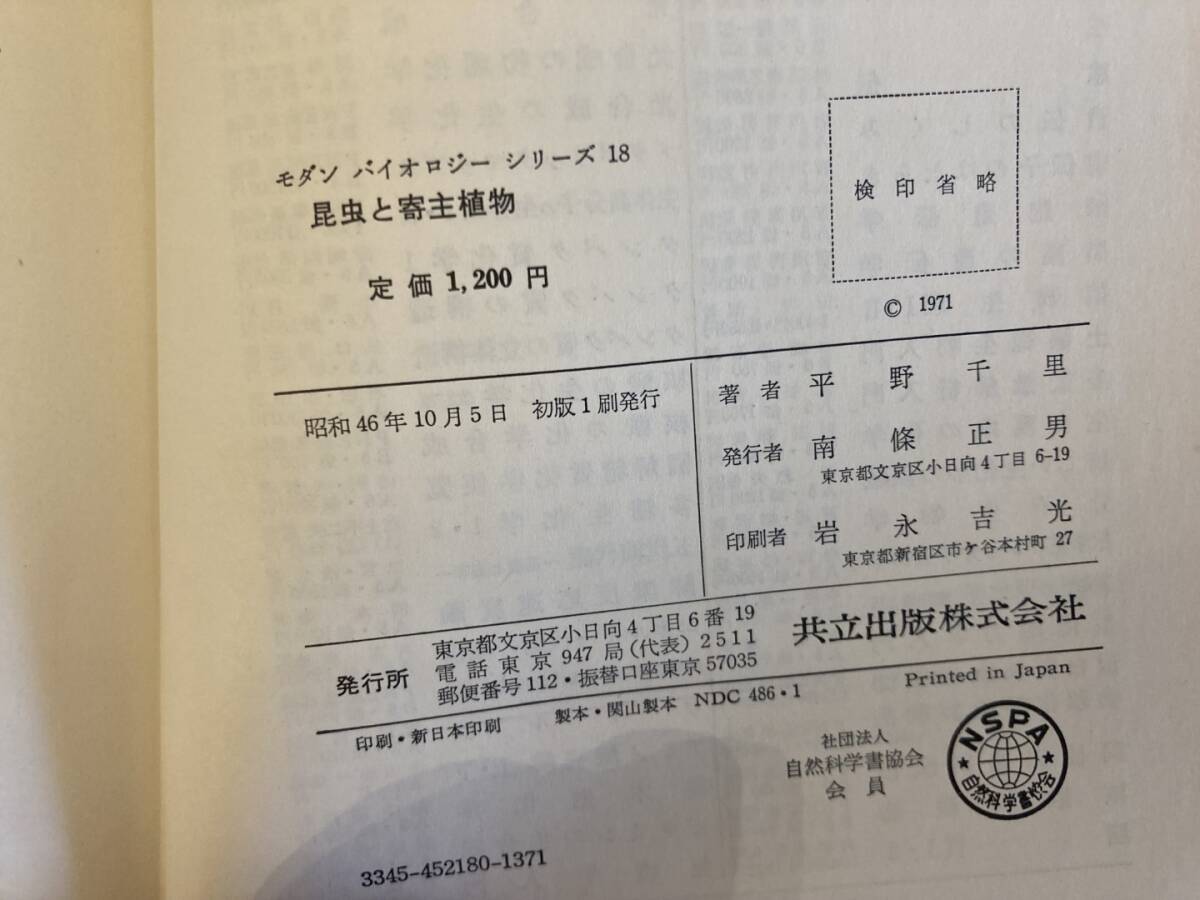 モダン バイオロジー シリーズ 18
昆虫と寄主植物
定価 1,200 円
検印省略
© 1971
昭和46年10月5日 初版1刷発行
著者 平野千里
発行者 南條正男
東京都文京区小日向4丁目 6-19
印刷者 岩永吉光
東京都新宿区市ケ谷本村町 27
発行所
東京都文京区小日向4丁目6番 19
電話東京 947 局(代表) 2511
郵便番号112・振替口座東京 57035
共立出版株式会社
印刷・新日本印刷 製本・関山製本 NDC 486・1
Printed in Japan
社団法人
自然科学書協会
会員
NSPA
自然科学書協会
3345-452180-1371